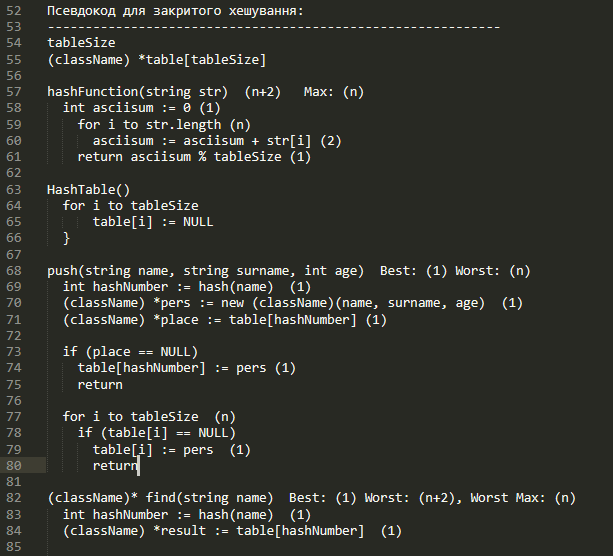 52 Псевдокод для закритого хешування:
53 ------------------------------------------------------------
54 tableSize
55 (className) *table[tableSize]
56
57 hashFunction(string str)  (n+2)   Max: (n)
58   int asciisum := 0 (1)
59     for i to str.length (n)
60       asciisum := asciisum + str[i] (2)
61     return asciisum % tableSize (1)
62
63 HashTable()
64   for i to tableSize
65       table[i] := NULL
66   }
67
68 push(string name, string surname, int age)  Best: (1) Worst: (n)
69   int hashNumber := hash(name)  (1)
70   (className) *pers := new (className)(name, surname, age)  (1)
71   (className) *place := table[hashNumber] (1)
72
73   if (place == NULL)
74     table[hashNumber] := pers (1)
75     return
76
77   for i to tableSize  (n)
78     if (table[i] == NULL)
79       table[i] := pers  (1)
80       return
81
82 (className)* find(string name)  Best: (1) Worst: (n+2), Worst Max: (n)
83   int hashNumber := hash(name)  (1)
84   (className) *result := table[hashNumber]  (1)
85